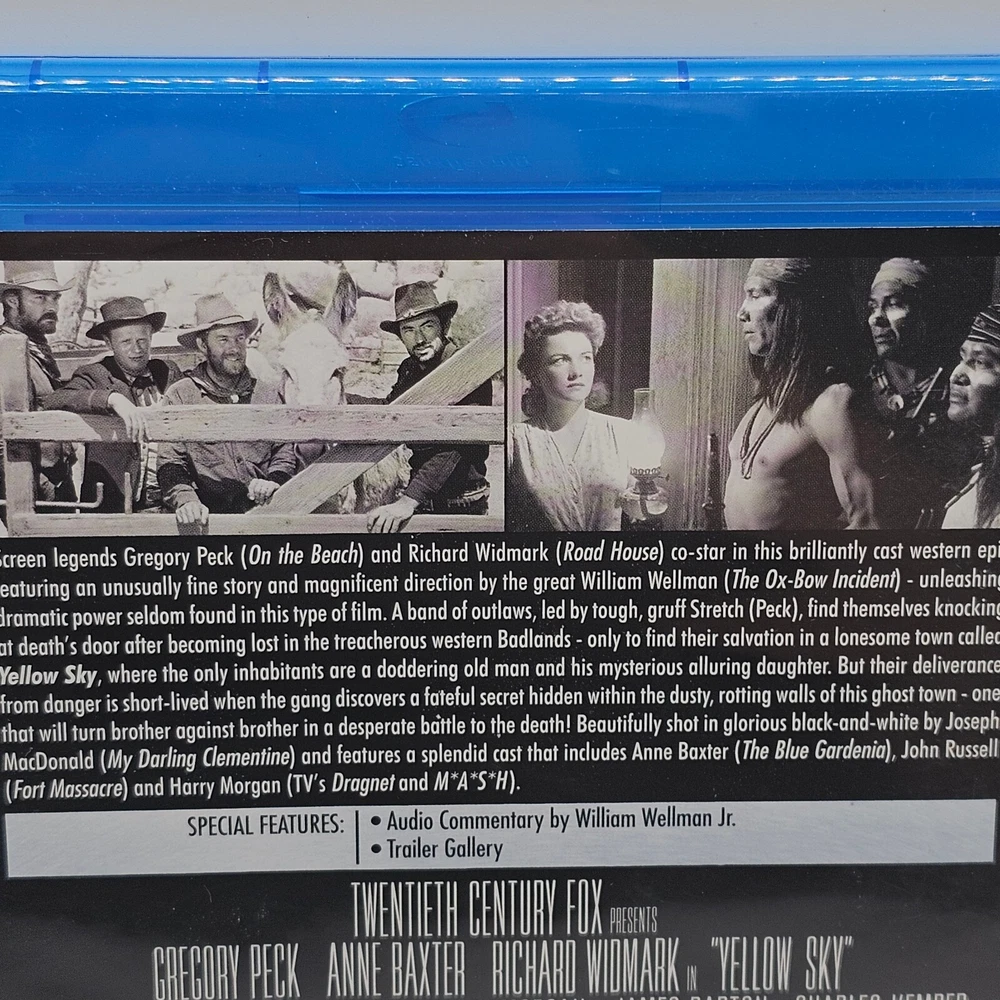 Screen legends Gregory Peck (On the Beach) and Richard Widmark (Road House) co-star in this brilliantly cast western epi
featuring an unusually fine story and magnificent direction by the great William Wellman (The Ox-Bow Incident) - unleashing
dramatic power seldom found in this type of film. A band of outlaws, led by tough, gruff Stretch (Peck), find themselves knocking
at death's door after becoming lost in the treacherous western Badlands - only to find their salvation in a lonesome town called
Yellow Sky, where the only inhabitants are a doddering old man and his mysterious alluring daughter. But their deliverance
from danger is short-lived when the gang discovers a fateful secret hidden within the dusty, rotting walls of this ghost town - one
that will turn brother against brother in a desperate battle to the death! Beautifully shot in glorious black-and-white by Joseph
MacDonald (My Darling Clementine) and features a splendid cast that includes Anne Baxter (The Blue Gardenia), John Russell
(Fort Massacre) and Harry Morgan (TV's Dragnet and M*A*S*H).
SPECIAL FEATURES: • Audio Commentary by William Wellman Jr.
• Trailer Gallery
TWENTIETH CENTURY FOX PRESENTS
GREGORY PECK ANNE BAXTER RICHARD WIDMARK IN "YELLOW SKY"